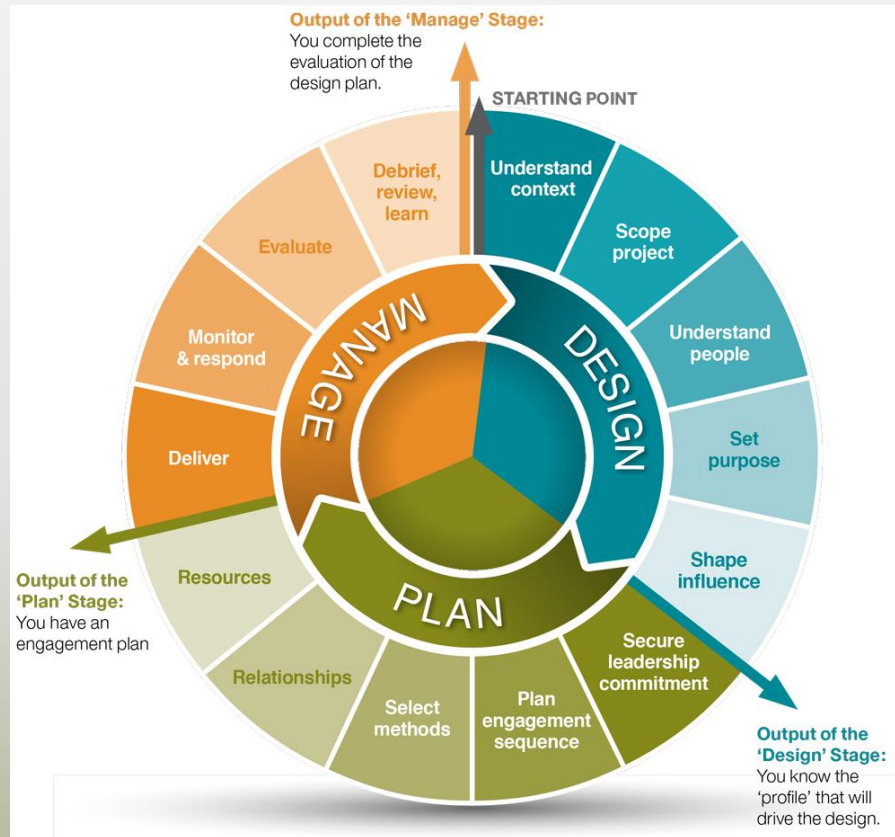 Output of the 'Manage' Stage:
You complete the
evaluation of the
design plan.
STARTING POINT
Understand
context
Scope
project
Understand
people
Set
purpose
Shape
influence
DESIGN
Output of the
'Design' Stage:
You know the
'profile' that will
drive the design.
Secure
leadership
commitment
Plan
engagement
sequence
Select
methods
Relationships
Resources
PLAN
Output of the
'Plan' Stage:
You have an
engagement plan
Deliver
Monitor
& respond
Evaluate
Debrief,
review,
learn
MANAGE